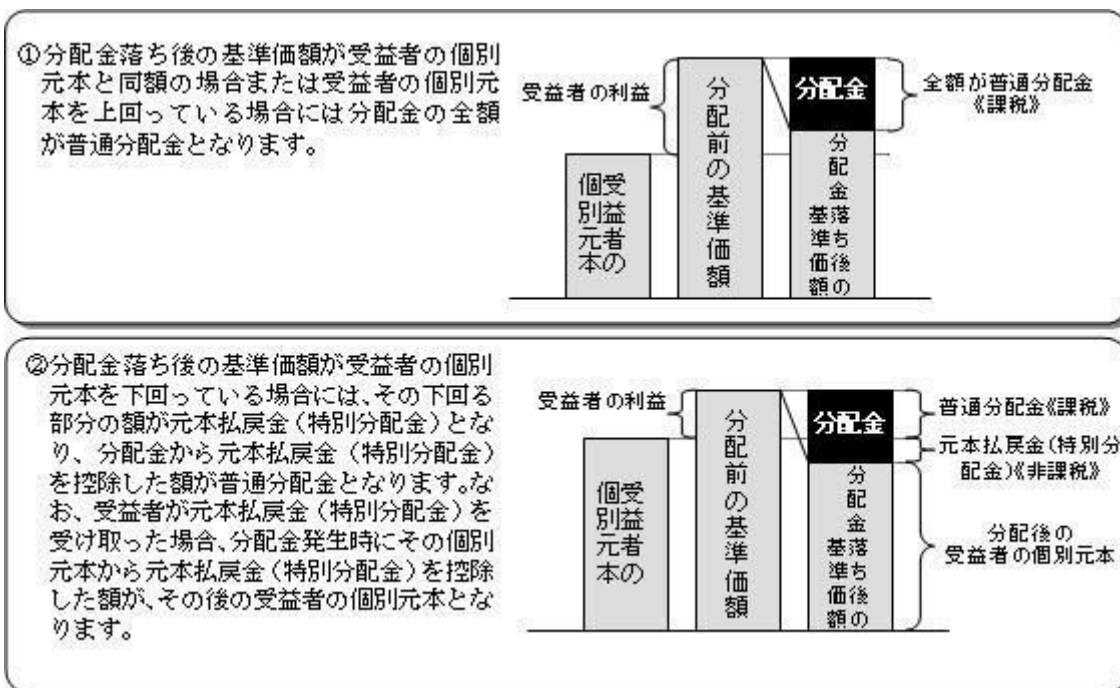 ①分配金落ち後の基準価額が受益者の個別
元本と同額の場合または受益者の個別元
本を上回っている場合には分配金の全額
が普通分配金となります。
受益者の利益
受益者の
個別元本
分配前の基準価額
分配金
分配金落ち後の
基準価額
全額が普通分配金
《課税》
②分配金落ち後の基準価額が受益者の個別
元本を下回っている場合には、その下回る
部分の額が元本払戻金(特別分配金)とな
り、分配金から元本払戻金(特別分配金)
を控除した額が普通分配金となります。な
お、受益者が元本払戻金(特別分配金)を
受け取った場合、分配金発生時にその個別
元本から元本払戻金(特別分配金)を控除
した額が、その後の受益者の個別元本とな
ります。
受益者の利益
受益者の
個別元本
分配前の基準価額
分配金
分配金落ち後の
基準価額
普通分配金《課税》
元本払戻金(特別分
配金)《非課税》
分配後の
受益者の個別元本